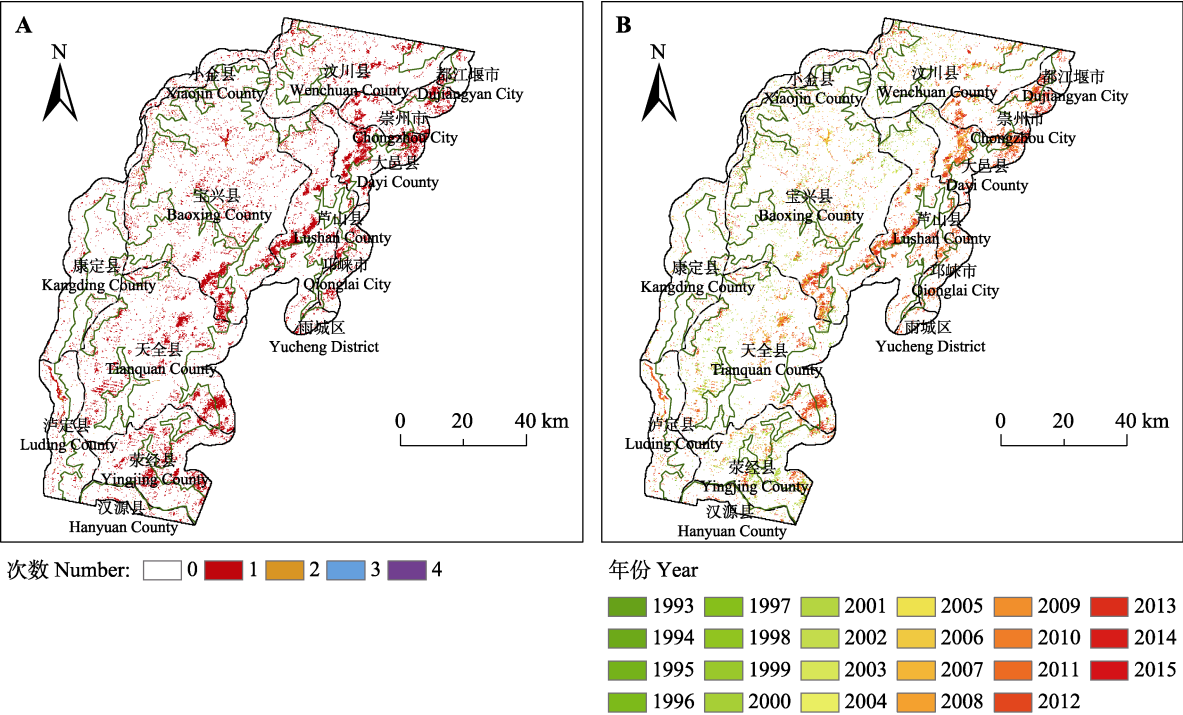 A
N
小金县
Xiaojin County
汶川县
Wenchuan County
都江堰市
Dujiangyan City
崇州市
Chongzhou City
大邑县
Dayi County
宝兴县
Baoxing County
芦山县
Lushan County
康定县
Kangding County
邛崃市
Qionglai City
雨城区
Yucheng District
天全县
Tianquan County
泸定县
Luding County
荥经县
Yingjing County
汉源县
Hanyuan County
0 20 40 km
次数 Number: 0 1 2 3 4
B
N
小金县
Xiaojin County
汶川县
Wenchuan County
都江堰市
Dujiangyan City
崇州市
Chongzhou City
大邑县
Dayi County
宝兴县
Baoxing County
芦山县
Lushan County
康定县
Kangding County
邛崃市
Qionglai City
雨城区
Yucheng District
天全县
Tianquan County
泸定县
Luding County
荥经县
Yingjing County
汉源县
Hanyuan County
0 20 40 km
年份 Year
1993 1997 2001 2005 2009 2013
1994 1998 2002 2006 2010 2014
1995 1999 2003 2007 2011 2015
1996 2000 2004 2008 2012